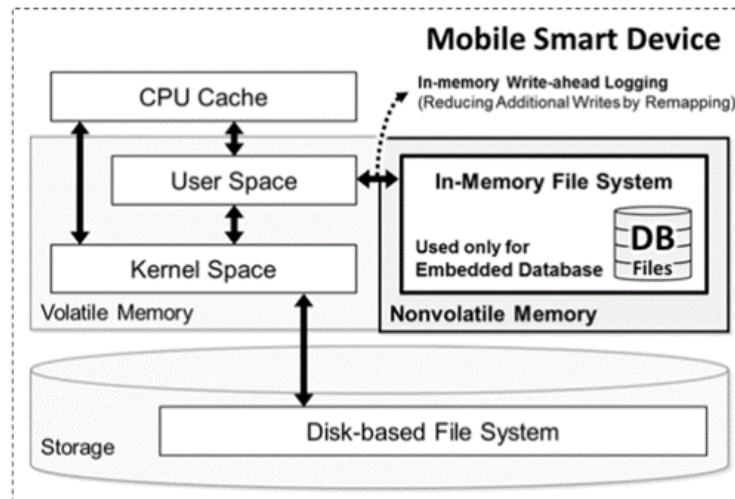 Mobile Smart Device
In-memory Write-ahead Logging
(Reducing Additional Writes by Remapping)
CPU Cache
User Space
In-Memory File System
DB
Files
Used only for
Embedded Database
Kernel Space
Volatile Memory
Nonvolatile Memory
Disk-based File System
Storage